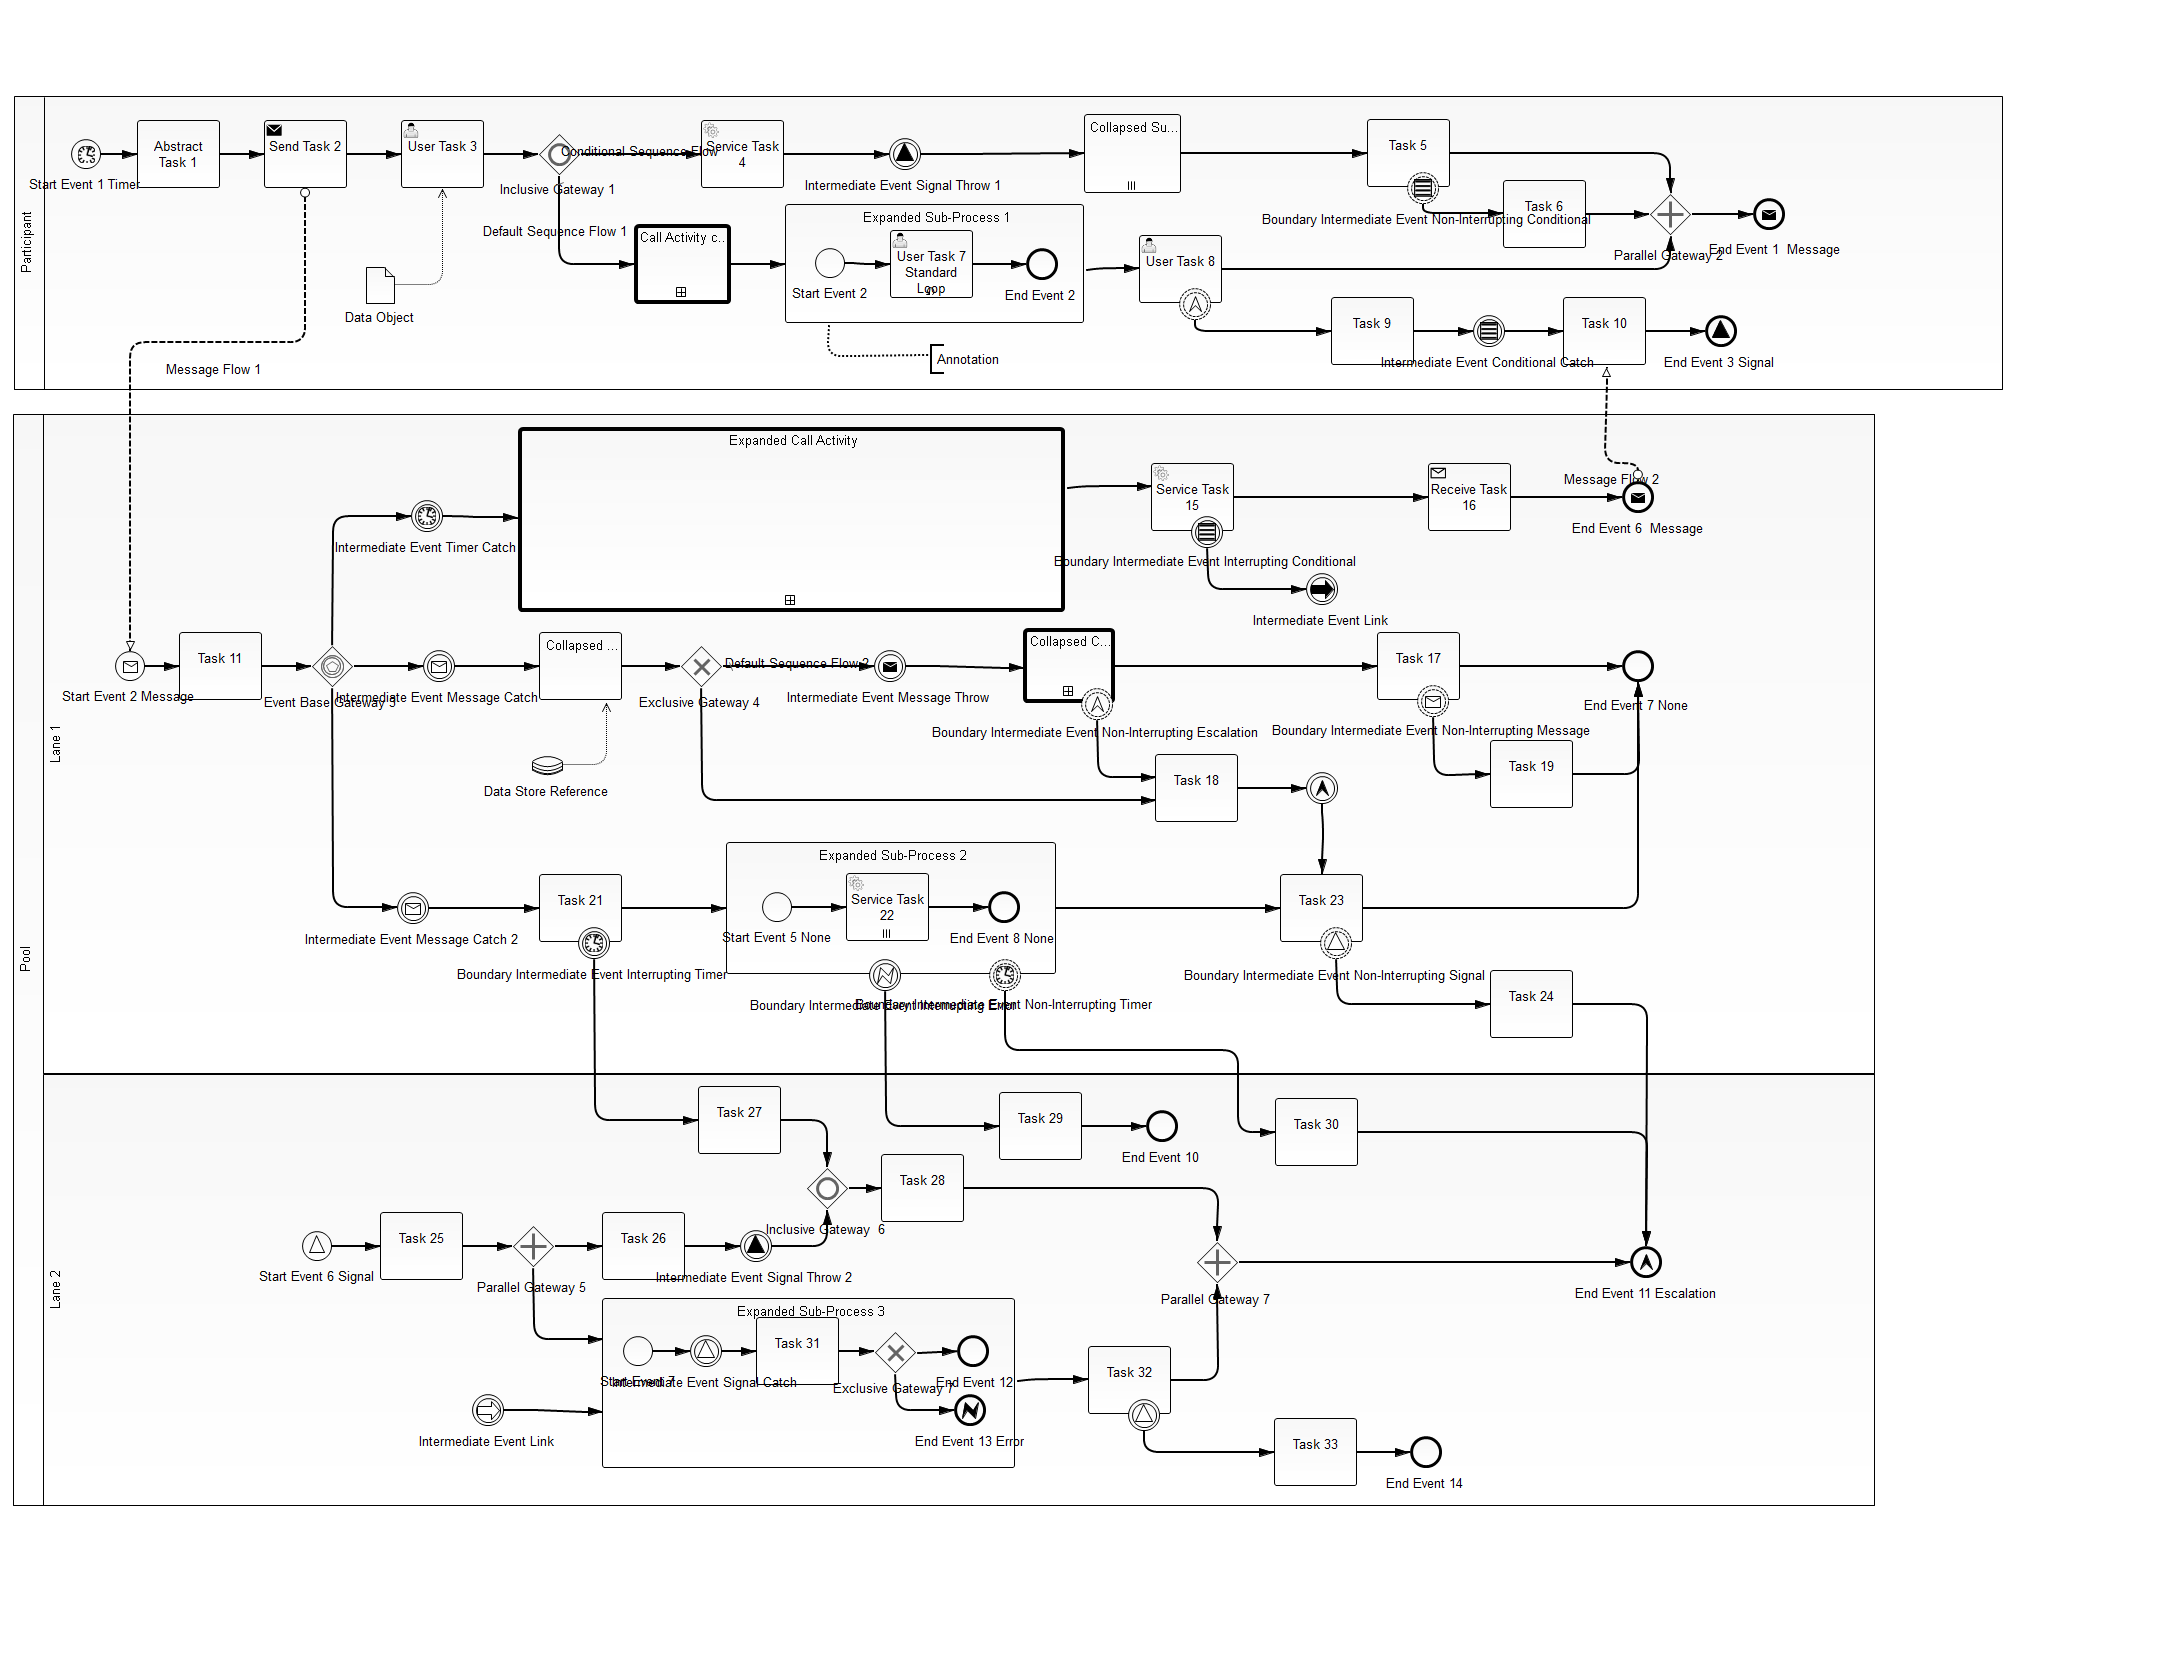 Participant
Abstract
Task 1
Send Task 2
User Task 3
Conditional Sequence Flow
Service Task
4
Collapsed Su...
Task 5
Start Event 1 Timer
Inclusive Gateway 1
Intermediate Event Signal Throw 1
Task 6
Boundary Intermediate Event Non-Interrupting Conditional
Default Sequence Flow 1
Call Activity c...
Expanded Sub-Process 1
User Task 7
Standard
Loop
Start Event 2
End Event 2
User Task 8
Parallel Gateway 2
End Event 1  Message
Data Object
Task 9
Task 10
Intermediate Event Conditional Catch
End Event 3 Signal
Annotation
Message Flow 1
Pool
Lane 1
Expanded Call Activity
Service Task
15
Receive Task
16
Message Flow 2
End Event 6  Message
Intermediate Event Timer Catch
Boundary Intermediate Event Interrupting Conditional
Intermediate Event Link
Task 11
Collapsed ...
Default Sequence Flow 2
Collapsed C...
Task 17
Start Event 2 Message
Event Base Gateway 3
Intermediate Event Message Catch
Exclusive Gateway 4
Intermediate Event Message Throw
End Event 7 None
Boundary Intermediate Event Non-Interrupting Escalation
Boundary Intermediate Event Non-Interrupting Message
Task 18
Task 19
Data Store Reference
Expanded Sub-Process 2
Task 21
Service Task
22
Task 23
Intermediate Event Message Catch 2
Start Event 5 None
End Event 8 None
Boundary Intermediate Event Interrupting Timer
Boundary Intermediate Event Interrupting Error
Boundary Intermediate Event Non-Interrupting Timer
Boundary Intermediate Event Non-Interrupting Signal
Task 24
Lane 2
Task 27
Task 29
Task 30
End Event 10
Task 28
Inclusive Gateway  6
Task 25
Task 26
Start Event 6 Signal
Parallel Gateway 5
Intermediate Event Signal Throw 2
Parallel Gateway 7
End Event 11 Escalation
Expanded Sub-Process 3
Task 31
Start Event 7
Intermediate Event Signal Catch
Exclusive Gateway 7
End Event 12
Task 32
Intermediate Event Link
End Event 13 Error
Task 33
End Event 14